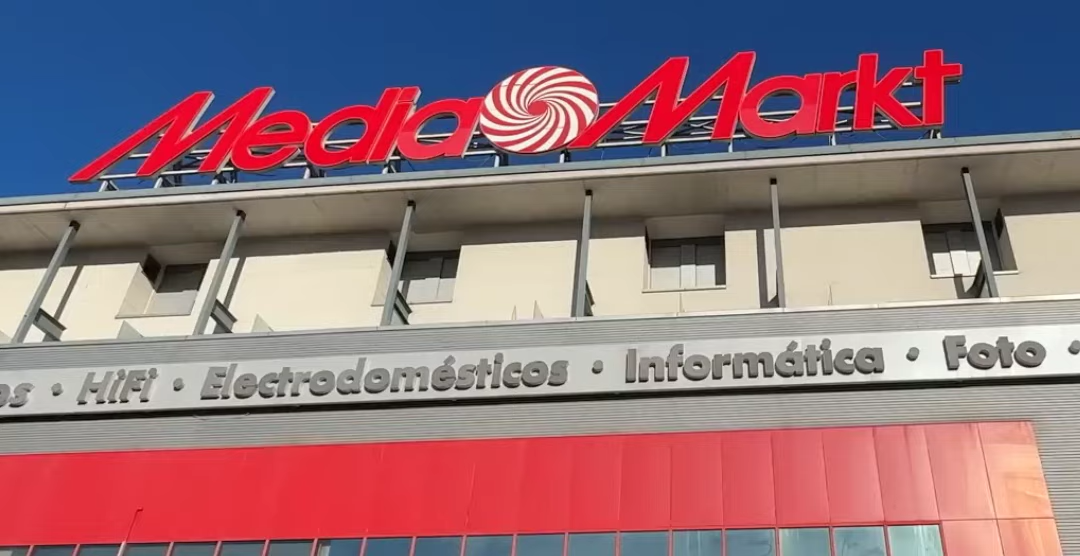 MediaMarkt
HiFi · Electrodomésticos · Informática · Foto ·